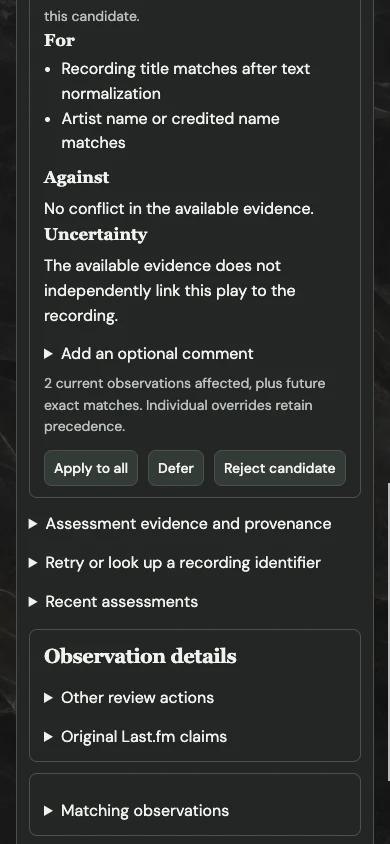 this candidate.
For
• Recording title matches after text
normalization
• Artist name or credited name
matches
Against
No conflict in the available evidence.
Uncertainty
The available evidence does not
independently link this play to the
recording.
▶ Add an optional comment
2 current observations affected, plus future
exact matches. Individual overrides retain
precedence.
Apply to all Defer Reject candidate
▶ Assessment evidence and provenance
▶ Retry or look up a recording identifier
▶ Recent assessments
Observation details
▶ Other review actions
▶ Original Last.fm claims
▶ Matching observations